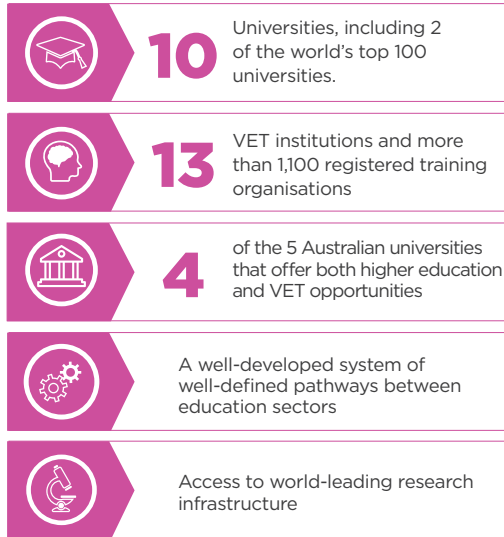 10
Universities, including 2
of the world's top 100
universities.
13
VET institutions and more
than 1,100 registered training
organisations
4
of the 5 Australian universities
that offer both higher education
and VET opportunities
A well-developed system of
well-defined pathways between
education sectors
Access to world-leading research
infrastructure